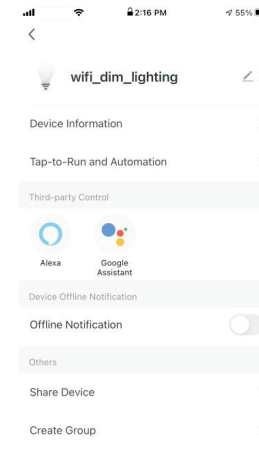 2:16 PM 55%
wifi_dim_lighting
Device Information
Tap-to-Run and Automation
Third-party Control
Alexa Google
Assistant
Device Offline Notification
Offline Notification
Others
Share Device
Create Group